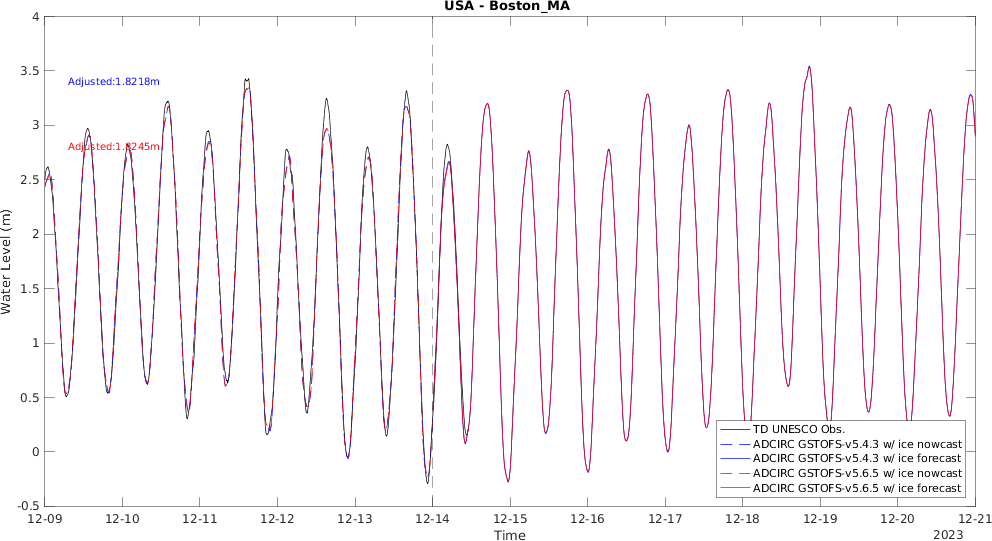 USA - Boston_MA
4
3.5
3
2.5
2
1.5
1
0.5
0
-0.5
Water Level (m)
Adjusted:1.8218m
Adjusted:1.8245m
TD UNESCO Obs.
ADCIRC GSTOFS-v5.4.3 w/ ice nowcast
ADCIRC GSTOFS-v5.4.3 w/ ice forecast
ADCIRC GSTOFS-v5.6.5 w/ ice nowcast
ADCIRC GSTOFS-v5.6.5 w/ ice forecast
12-09 12-10 12-11 12-12 12-13 12-14 12-15 12-16 12-17 12-18 12-19 12-20 12-21
Time
2023